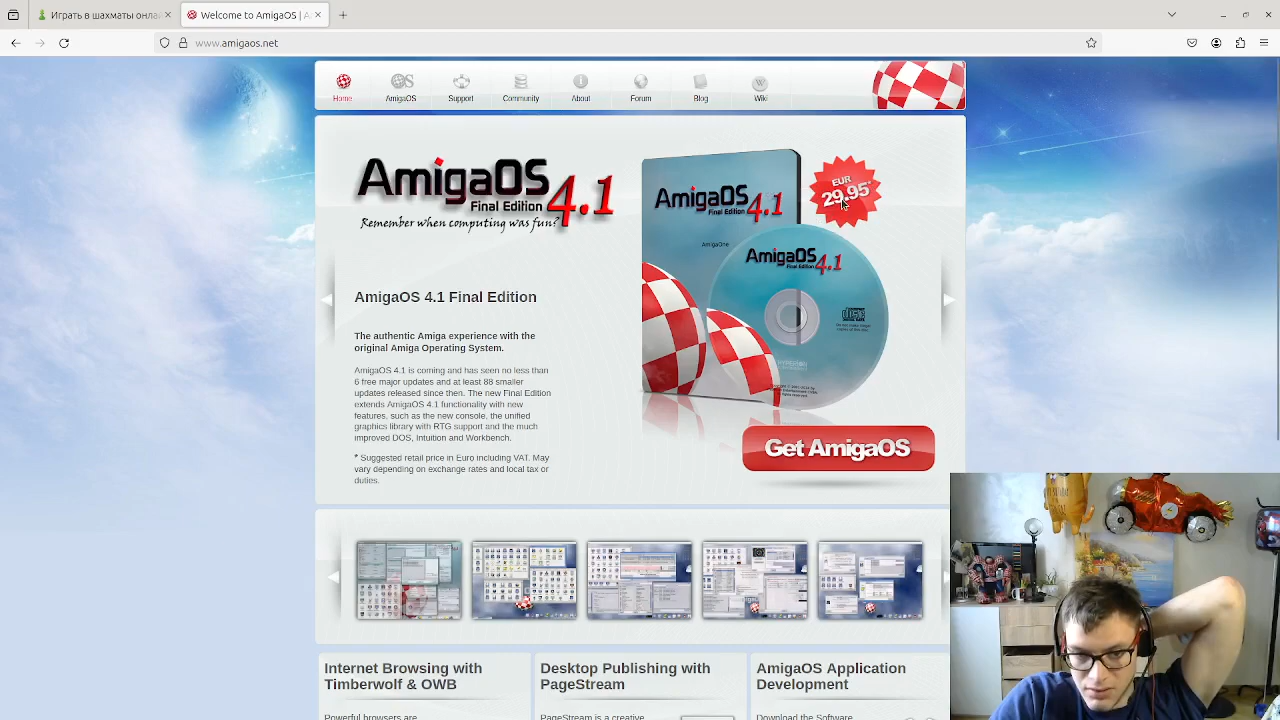 Играть в шахматы онла
Welcome to AmigaOS | A
www.amigaos.net
Home
AmigaOS
Support
Community
About
Forum
Blog
Wiki
AmigaOS 4.1
Final Edition
Remember when computing was fun?
AmigaOS 4.1
Final Edition
AmigaOne
EUR
29,95*
AmigaOS 4.1
Final Edition
AmigaOS 4.1 Final Edition
The authentic Amiga experience with the
original Amiga Operating System.
AmigaOS 4.1 is coming and has seen no less than
6 free major updates and at least 88 smaller
updates released since then. The new Final Edition
extends AmigaOS 4.1 functionality with new
features, such as the new console, the unified
graphics library with RTG support and the much
improved DOS, Intuition and Workbench.
* Suggested retail price in Euro including VAT. May
vary depending on exchange rates and local tax or
duties.
Get AmigaOS
Internet Browsing with
Timberwolf & OWB
Powerful browsers are
Desktop Publishing with
PageStream
PageStream is a creative
AmigaOS Application
Development
Download the Software